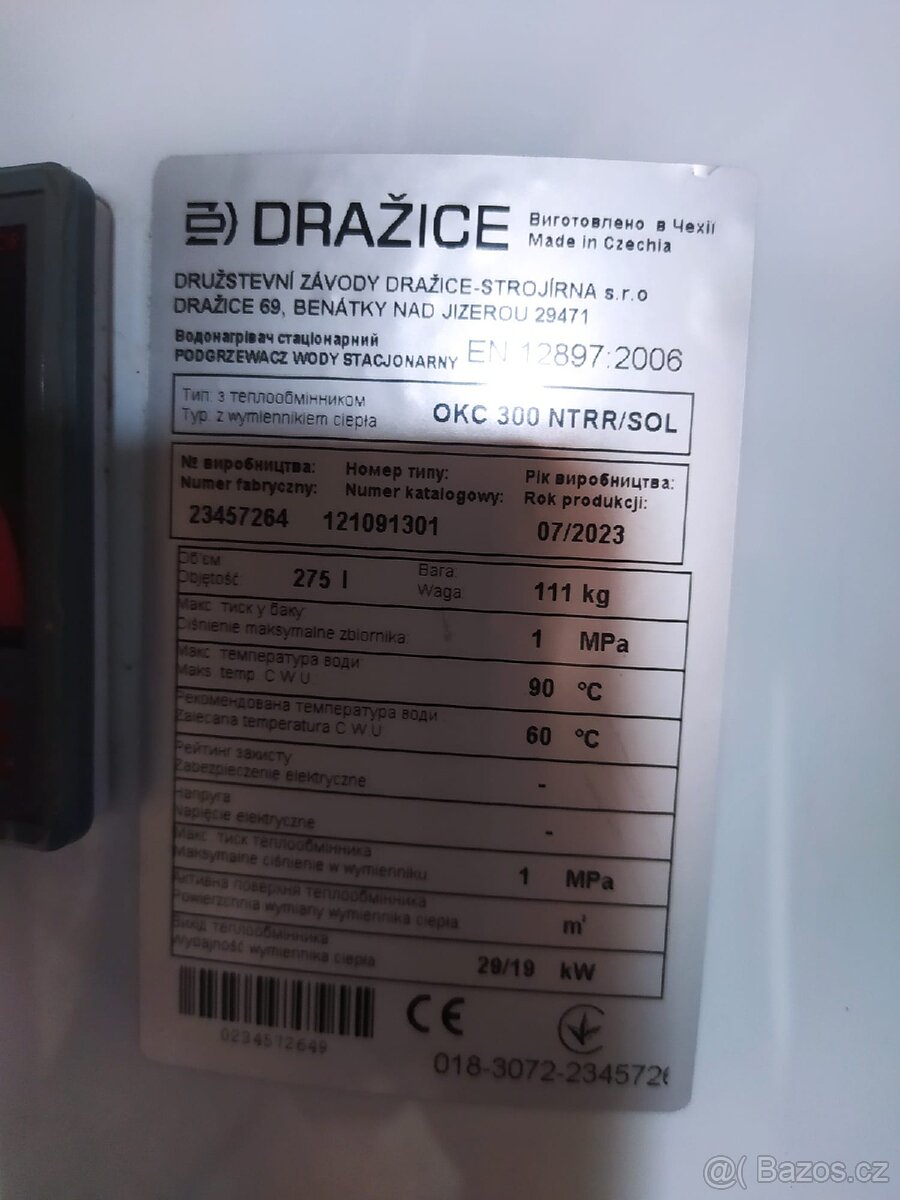 DRAŽICE
Виготовлено в Чехії
Made in Czechia
DRUŽSTEVNÍ ZÁVODY DRAŽICE-STROJÍRNA s.r.o
DRAŽICE 69, BENÁTKY NAD JIZEROU 29471
Водонагрівач стаціонарний
PODGRZEWACZ WODY STACJONARNY EN 12897:2006
Тип: з теплообмінником
Typ: z wymiennikiem ciepła
OKC 300 NTRR/SOL
№ виробництва: Номер типу: Рік виробництва:
Numer fabryczny: Numer katalogowy: Rok produkcji:
23457264 121091301 07/2023
Об'єм
Objętość: 275 l
Вага:
Waga 111 kg
Макс. тиск у баку:
Ciśnienie maksymalne zbiornika: 1 MPa
Макс. температура води
Maks. temp. C.W.U.: 90 °C
Рекомендована температура води:
Zalecana temperatura C.W.U. 60 °C
Рейтинг захисту
Zabezpieczenie elektryczne -
Напруга
Napięcie elektryczne -
Макс. тиск теплообмінника
Maksymalne ciśnienie w wymienniku 1 MPa
Активна поверхня теплообмінника
Powierzchnia wymiany wymiennika ciepła m²
Вихід теплообмінника
Wydajność wymiennika ciepła 29/19 kW
0234572649
CE
018-3072-2345726
@( Bazos.cz